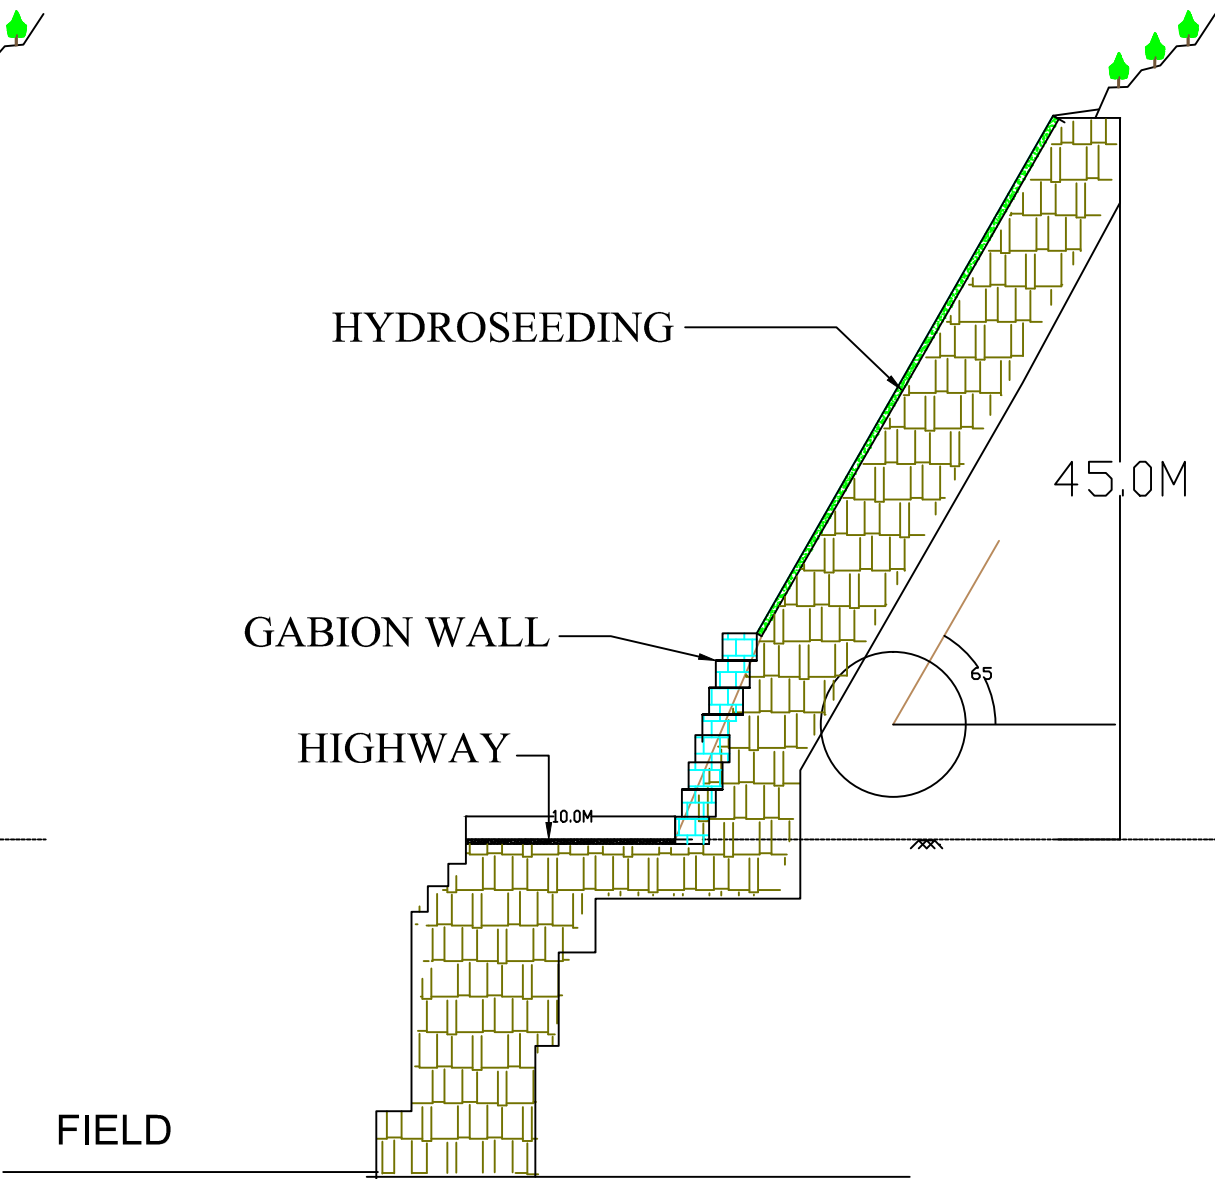 HYDROSEEDING
45.0M
GABION WALL
65
HIGHWAY
10.0M
FIELD